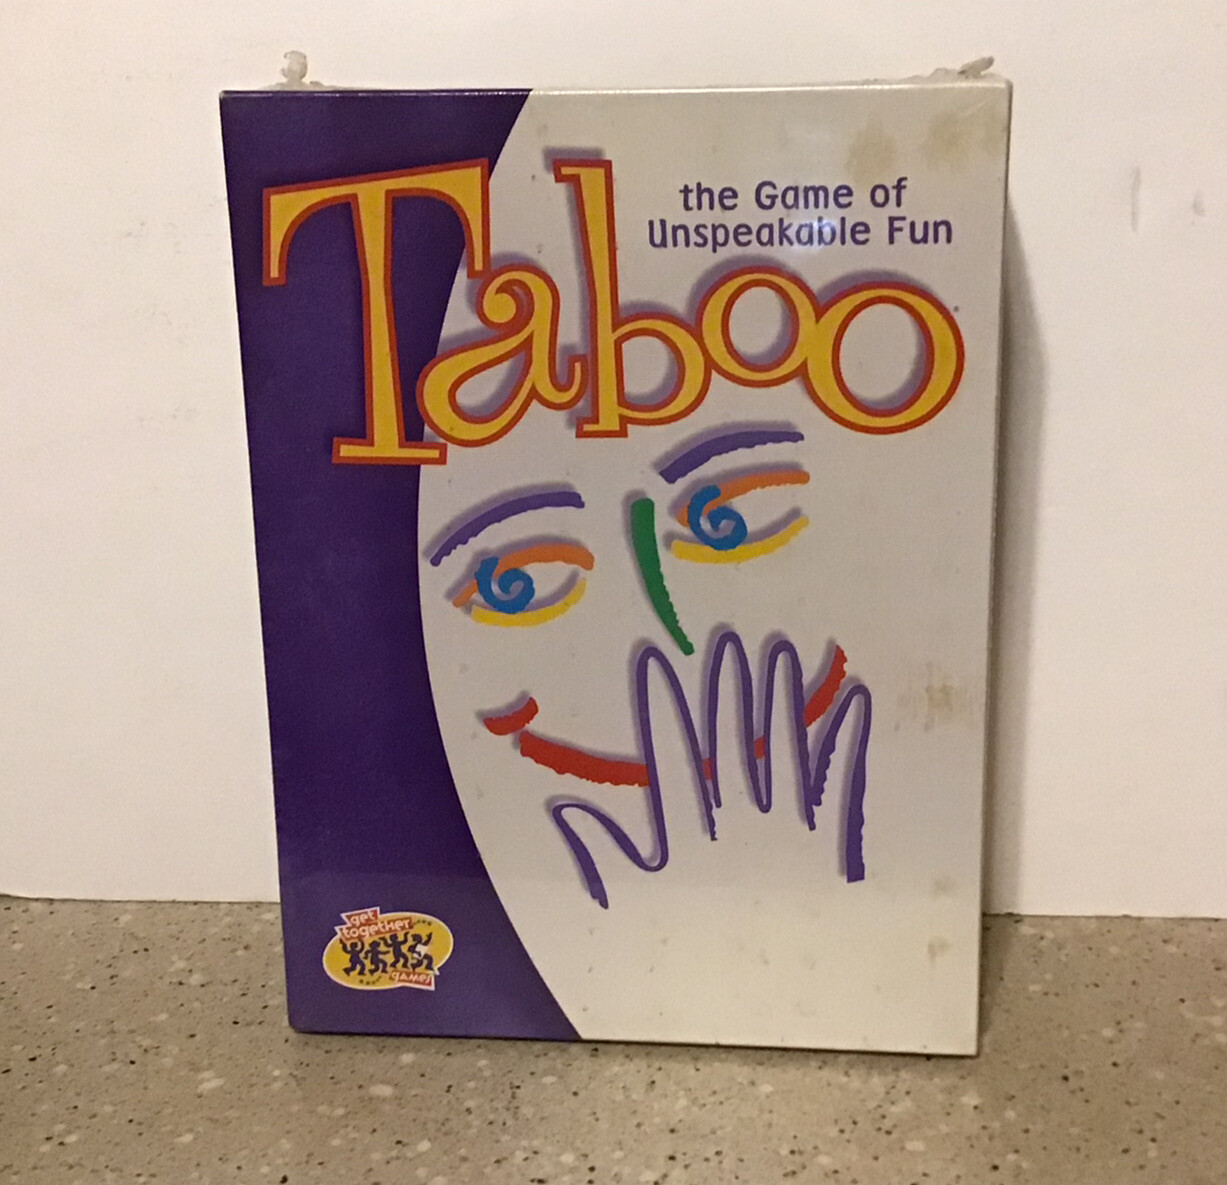 the Game of
Unspeakable Fun
Taboo
get
together
games